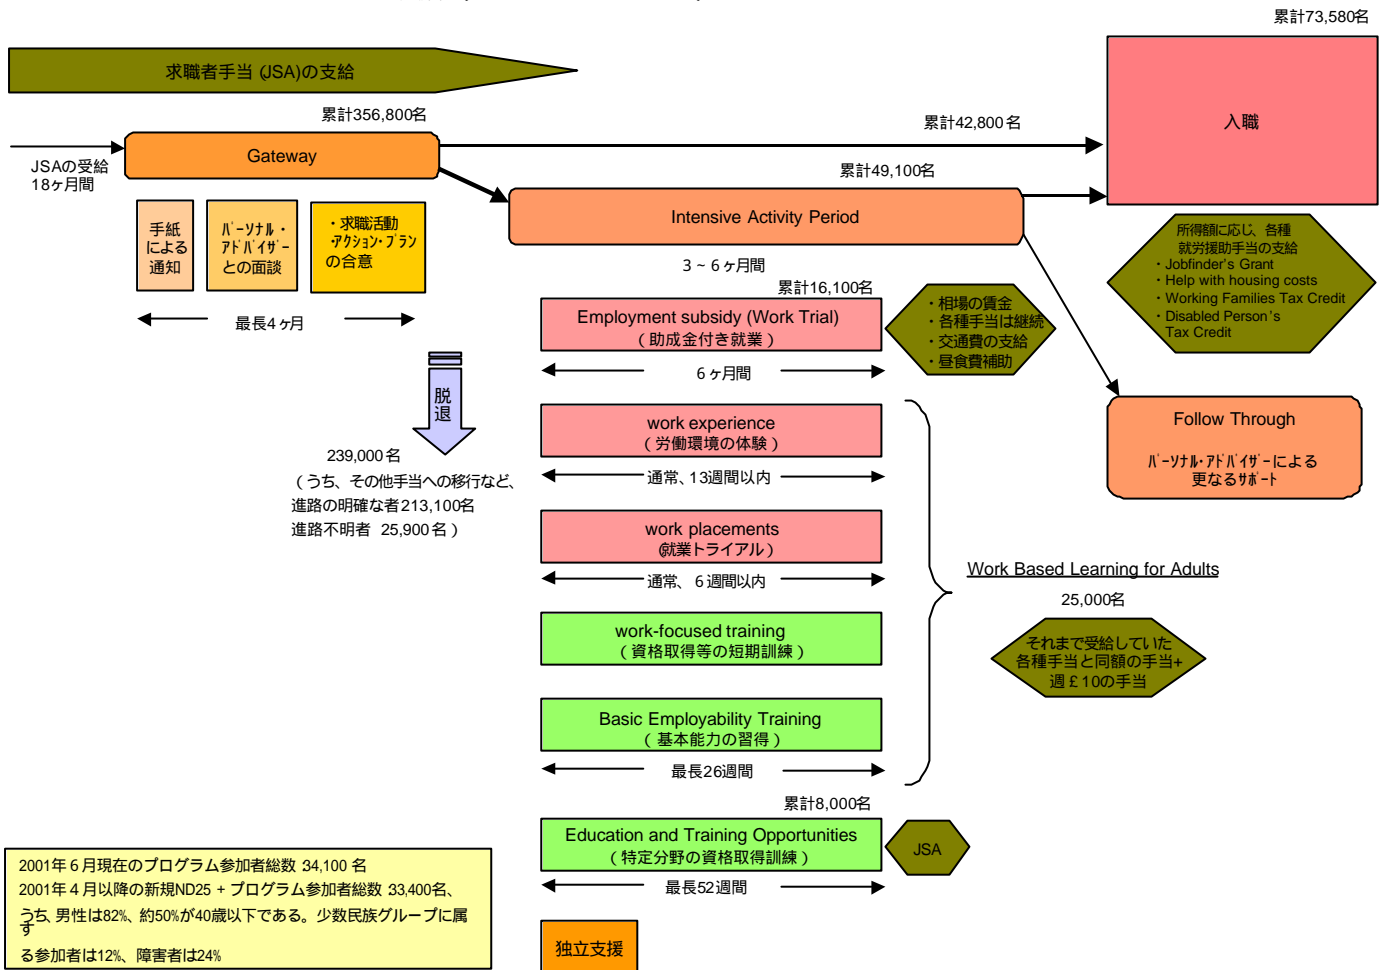 累計73,580名
求職者手当 (JSA)の支給
累計356,800名
累計42,800名
入職
JSAの受給
18ヶ月間
Gateway
累計49,100名
Intensive Activity Period
3 ~ 6ヶ月間
手紙
による
通知
パーソナル・
アドバイザー
との面談
・求職活動
・アクション・プラン
の合意
最長4ヶ月
所得額に応じ、各種
就労援助手当の支給
・Jobfinder's Grant
・Help with housing costs
・Working Families Tax Credit
・Disabled Person's
Tax Credit
累計16,100名
Employment subsidy (Work Trial)
(助成金付き就業)
6ヶ月間
・相場の賃金
・各種手当は継続
・交通費の支給
・昼食費補助
脱
退
239,000名
(うち、その他手当への移行など、
進路の明確な者213,100名
進路不明者 25,900名)
work experience
(労働環境の体験)
通常、13週間以内
Follow Through
パーソナル・アドバイザーによる
更なるサポート
work placements
(就業トライアル)
通常、6週間以内
Work Based Learning for Adults
25,000名
それまで受給していた
各種手当と同額の手当+
週£10の手当
work-focused training
(資格取得等の短期訓練)
Basic Employability Training
(基本能力の習得)
最長26週間
累計8,000名
Education and Training Opportunities
(特定分野の資格取得訓練)
JSA
最長52週間
2001年6月現在のプログラム参加者総数 34,100名
2001年4月以降の新規ND25+プログラム参加者総数 33,400名、
うち、男性は82%、約50%が40歳以下である。少数民族グループに属
す
る参加者は12%、障害者は24%
独立支援